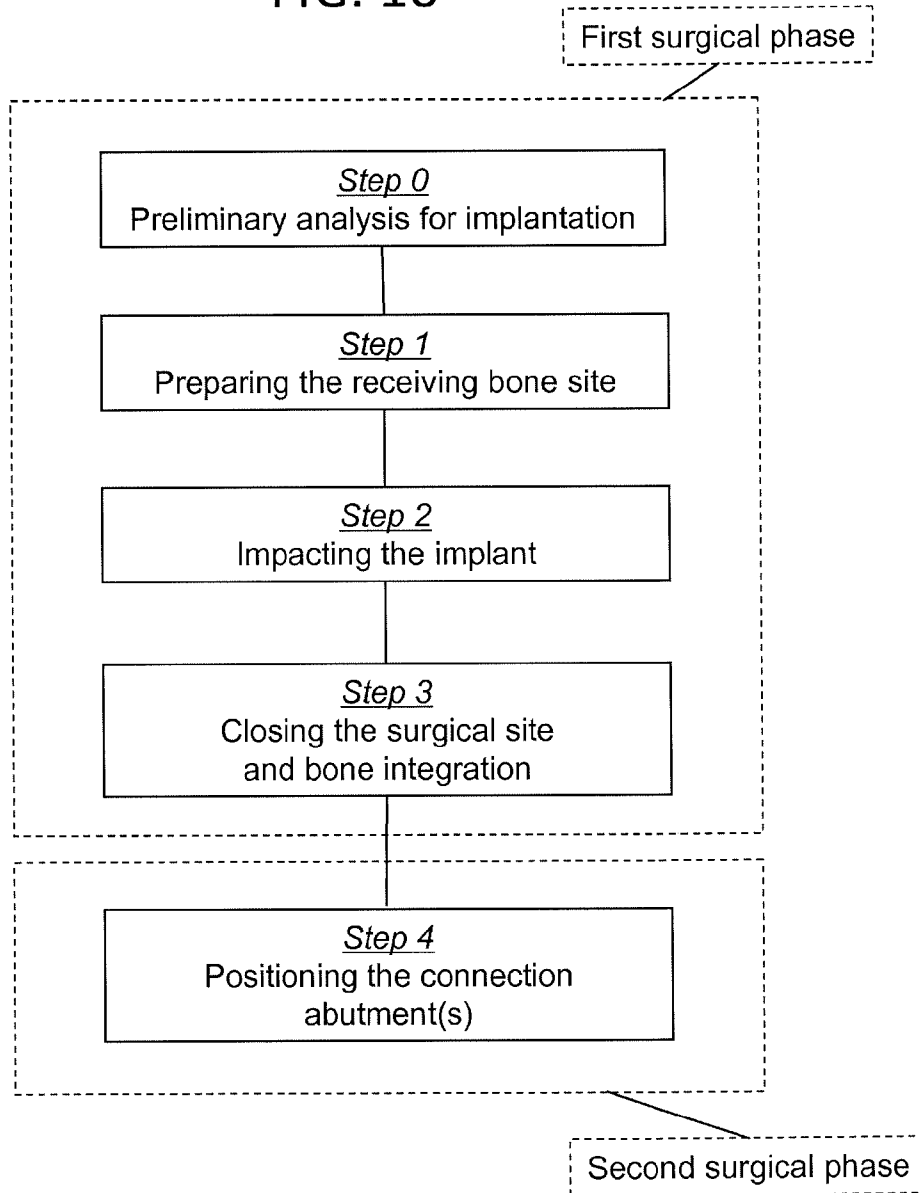 First surgical phase
Step 0
Preliminary analysis for implantation
Step 1
Preparing the receiving bone site
Step 2
Impacting the implant
Step 3
Closing the surgical site
and bone integration
Step 4
Positioning the connection
abutment(s)
Second surgical phase